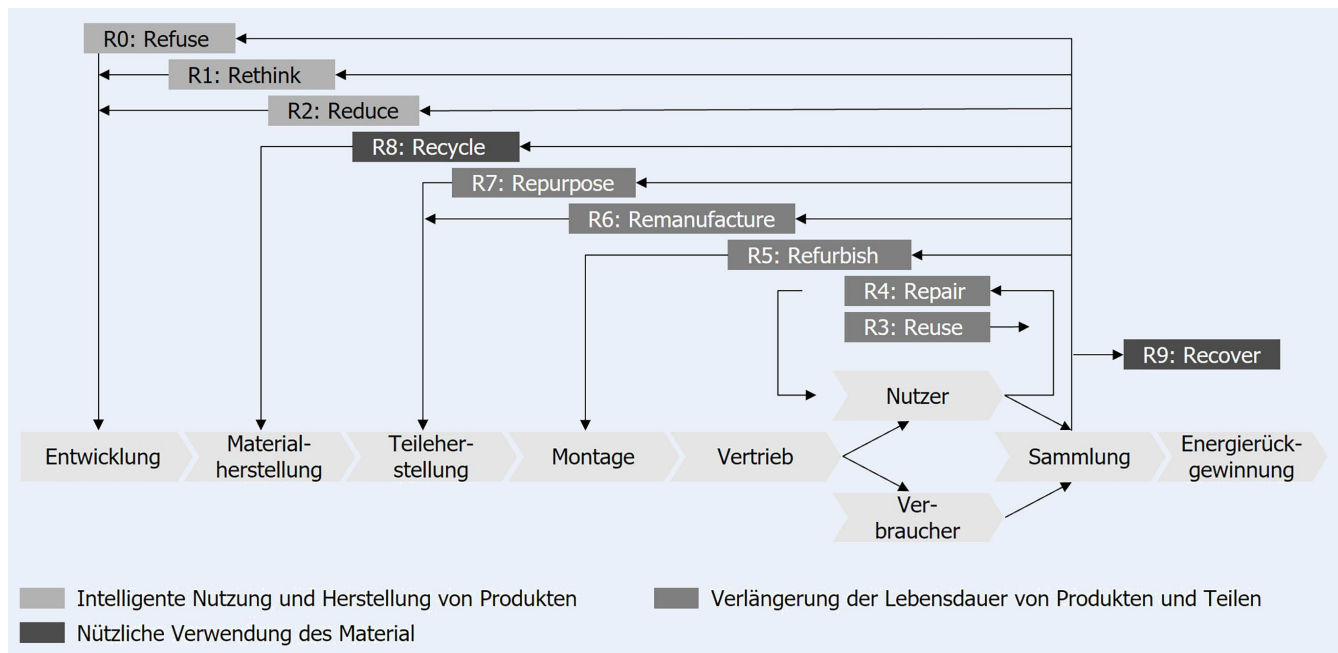 R0: Refuse
R1: Rethink
R2: Reduce
R8: Recycle
R7: Repurpose
R6: Remanufacture
R5: Refurbish
R4: Repair
R3: Reuse
R9: Recover
Nutzer
Entwicklung
Material-
herstellung
Teileher-
stellung
Montage
Vertrieb
Sammlung
Energierück-
gewinnung
Ver-
braucher
Intelligente Nutzung und Herstellung von Produkten
Verlängerung der Lebensdauer von Produkten und Teilen
Nützliche Verwendung des Material